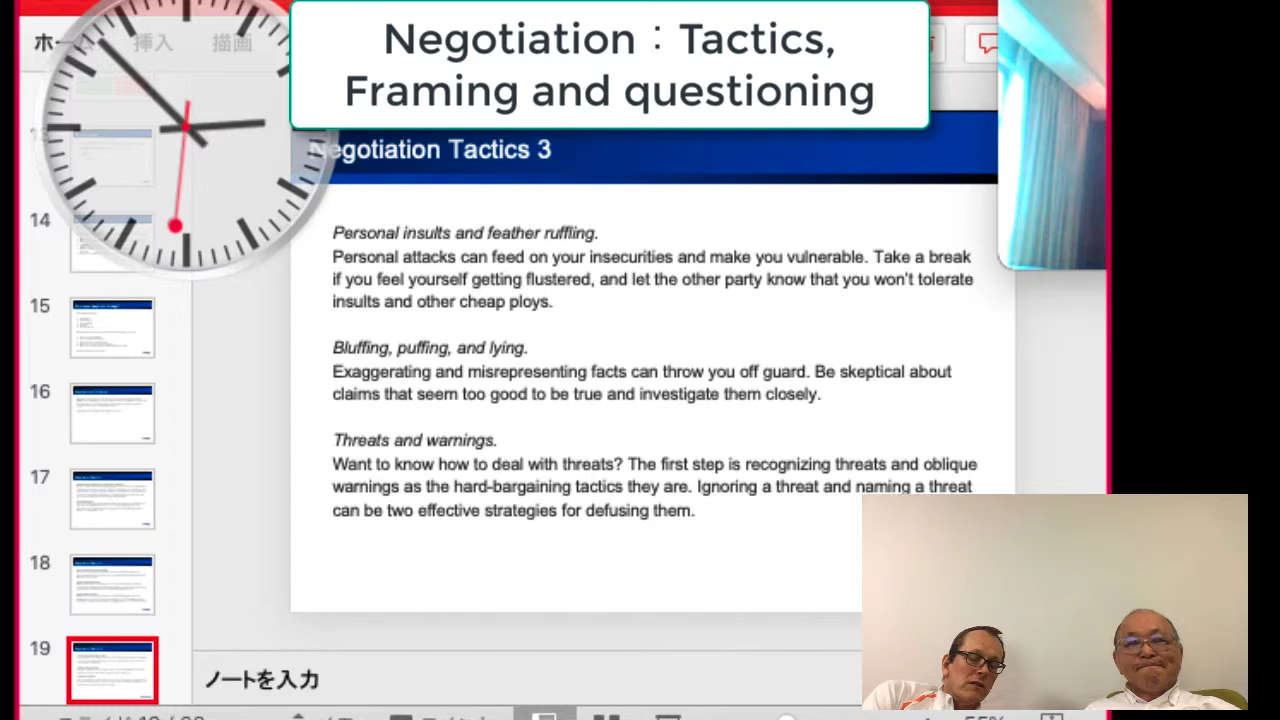 ホーム
挿入
描画
Negotiation：Tactics,
Framing and questioning
Negotiation Tactics 3
Personal insults and feather ruffling.
Personal attacks can feed on your insecurities and make you vulnerable. Take a break
if you feel yourself getting flustered, and let the other party know that you won't tolerate
insults and other cheap ploys.
Bluffing, puffing, and lying.
Exaggerating and misrepresenting facts can throw you off guard. Be skeptical about
claims that seem too good to be true and investigate them closely.
Threats and warnings.
Want to know how to deal with threats? The first step is recognizing threats and oblique
warnings as the hard-bargaining tactics they are. Ignoring a threat and naming a threat
can be two effective strategies for defusing them.
13
14
15
16
17
18
19
ノートを入力
55%